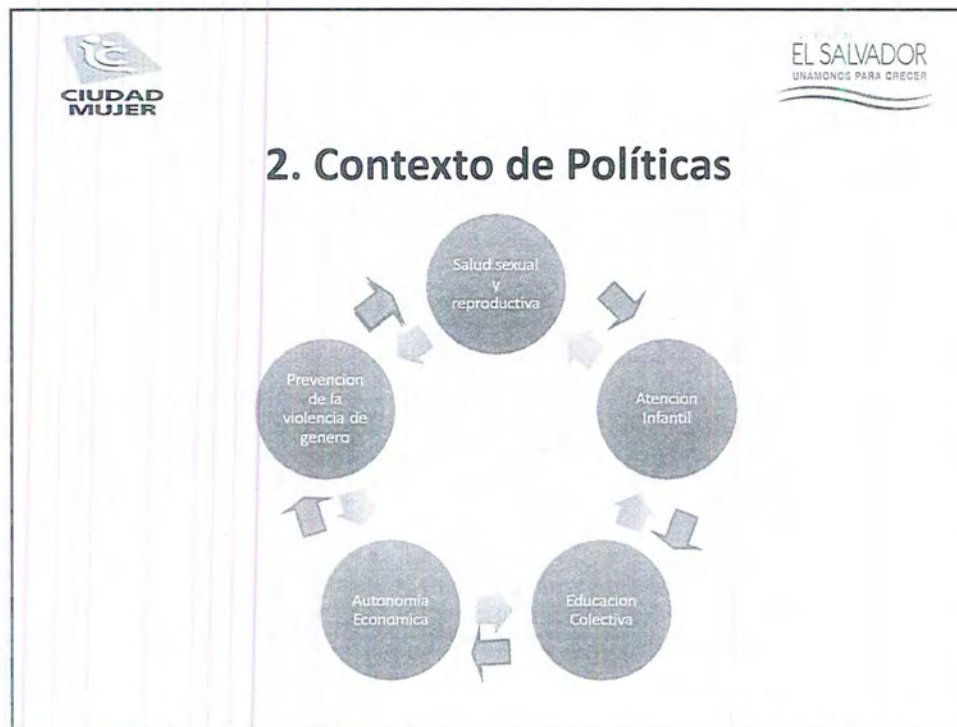 CIUDAD
MUJER
EL SALVADOR
UNAMONOS PARA CRECER
2. Contexto de Políticas
Salud sexual
y
reproductiva
Prevencion
de la
violencia de
genero
Atencion
Infantil
Autonomia
Economica
Educacion
Colectiva